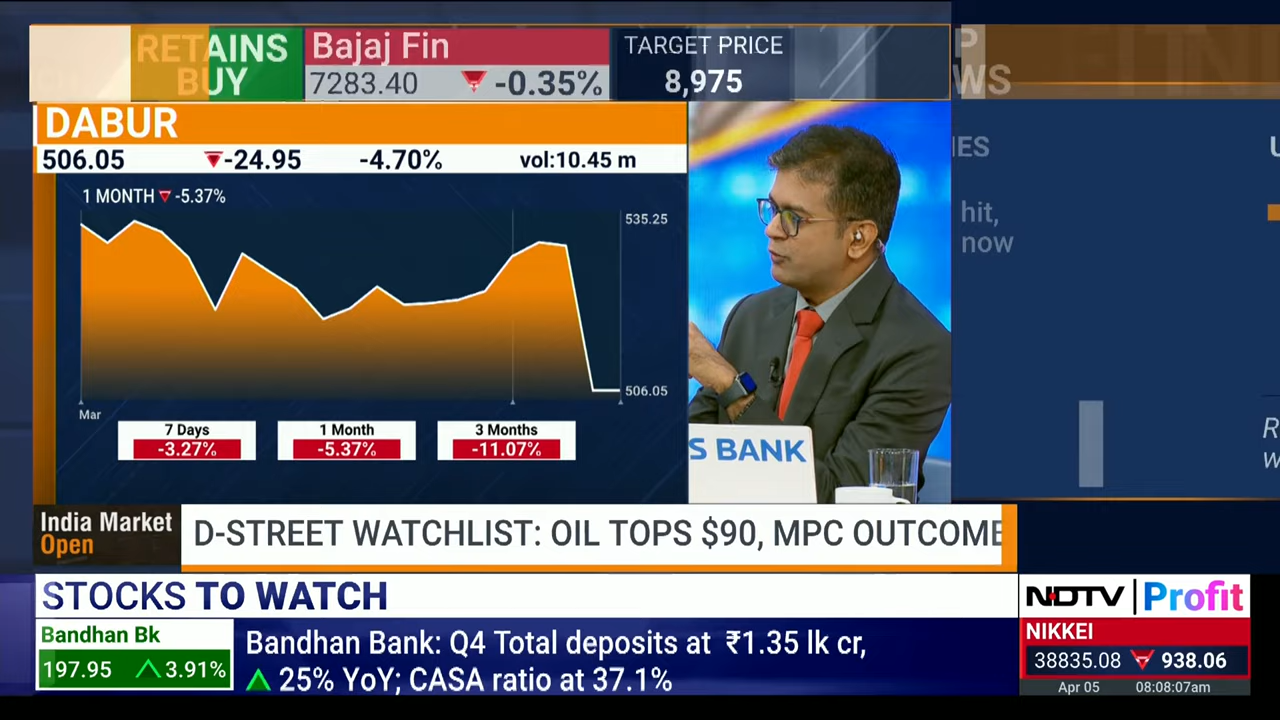 RETAINS
BUY
Bajaj Fin
7283.40 ▼ -0.35%
TARGET PRICE
8,975
DABUR
506.05 ▼-24.95 -4.70% vol:10.45 m
1 MONTH ▼ -5.37%
535.25
506.05
Mar
7 Days
-3.27%
1 Month
-5.37%
3 Months
-11.07%
S BANK
hit,
now
India Market
Open
D-STREET WATCHLIST: OIL TOPS $90, MPC OUTCOME
STOCKS TO WATCH
Bandhan Bk
197.95 3.91%
Bandhan Bank: Q4 Total deposits at ₹1.35 lk cr,
25% YoY; CASA ratio at 37.1%
NDTV Profit
NIKKEI
38835.08 ▼ 938.06
Apr 05 08:08:07am